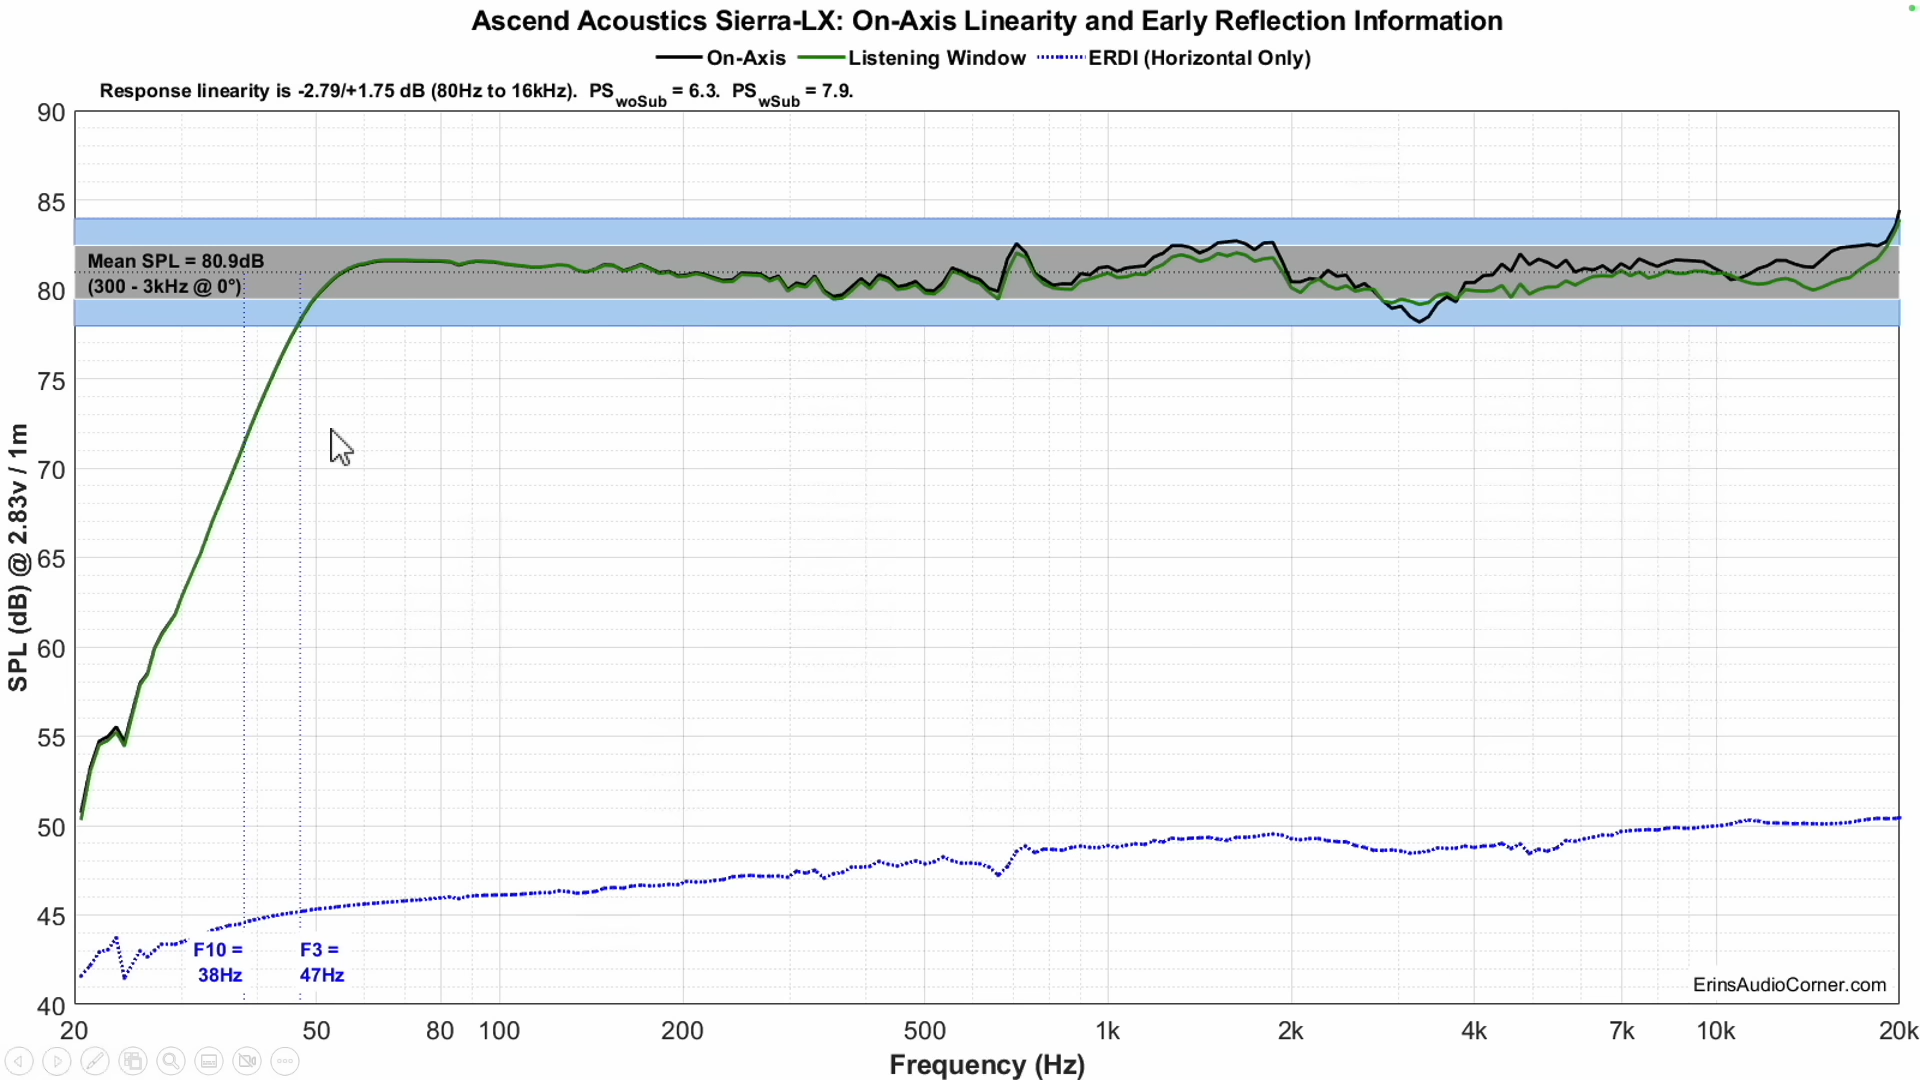 Ascend Acoustics Sierra-LX: On-Axis Linearity and Early Reflection Information
On-Axis Listening Window ERDI (Horizontal Only)
Response linearity is -2.79/+1.75 dB (80Hz to 16kHz). PSwoSub = 6.3. PSwSub = 7.9.
90
85
80
75
70
65
60
55
50
45
40
SPL (dB) @ 2.83v / 1m
Mean SPL = 80.9dB
(300 - 3kHz @ 0°)
F10 =
38Hz
F3 =
47Hz
ErinsAudioCorner.com
20 50 80 100 200 500 1k 2k 4k 7k 10k 20k
Frequency (Hz)